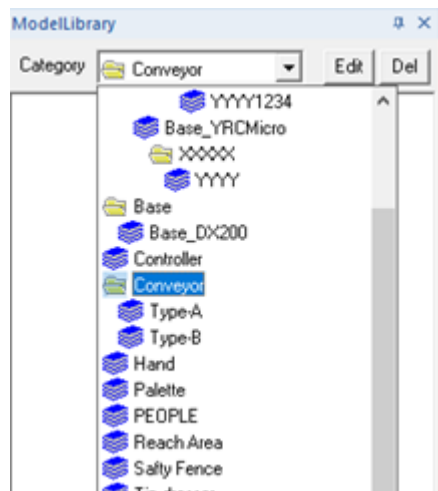 ModelLibrary
Category Conveyor Edit Del
YYYY1234
Base_YRCMicro
XXXXX
YYYY
Base
Base_DX200
Controller
Conveyor
Type-A
Type-B
Hand
Palette
PEOPLE
Reach Area
Safty Fence